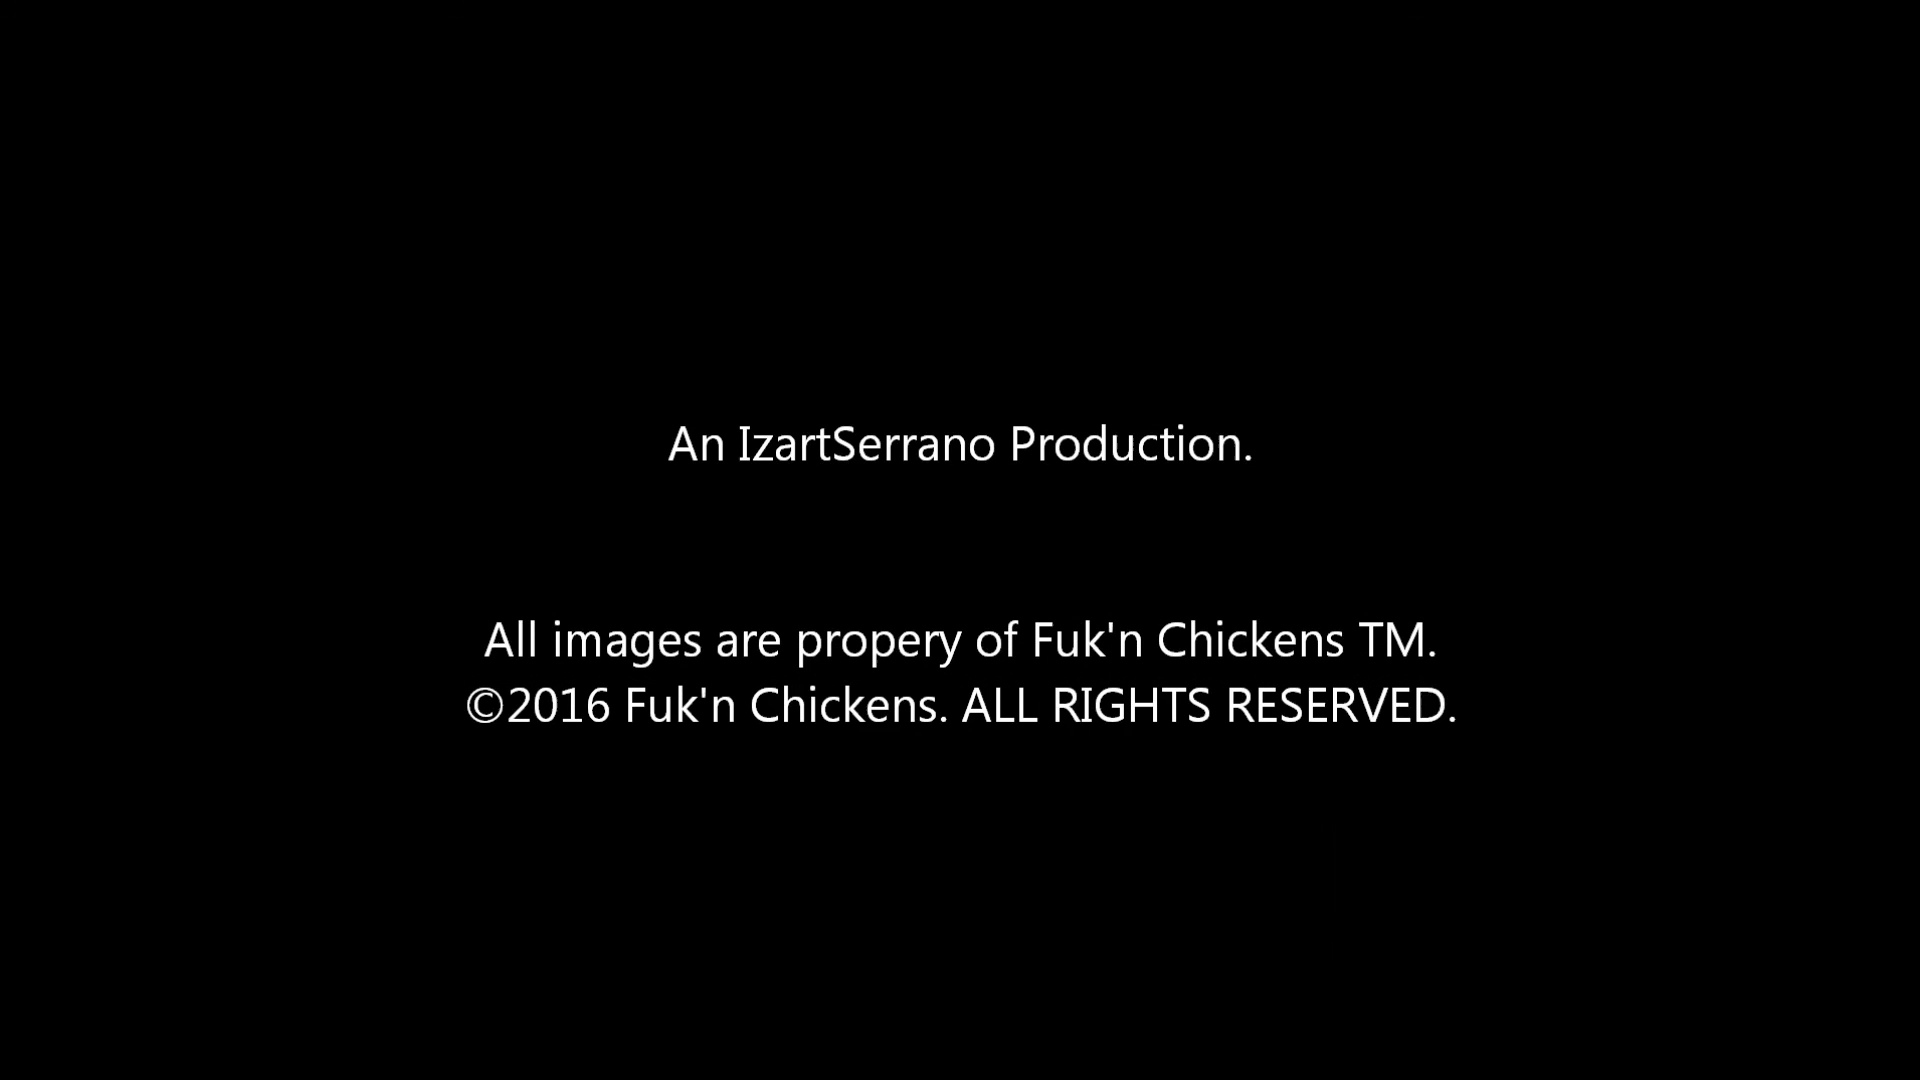 An IzartSerrano Production.
All images are propery of Fuk'n Chickens TM.
©2016 Fuk'n Chickens. ALL RIGHTS RESERVED.